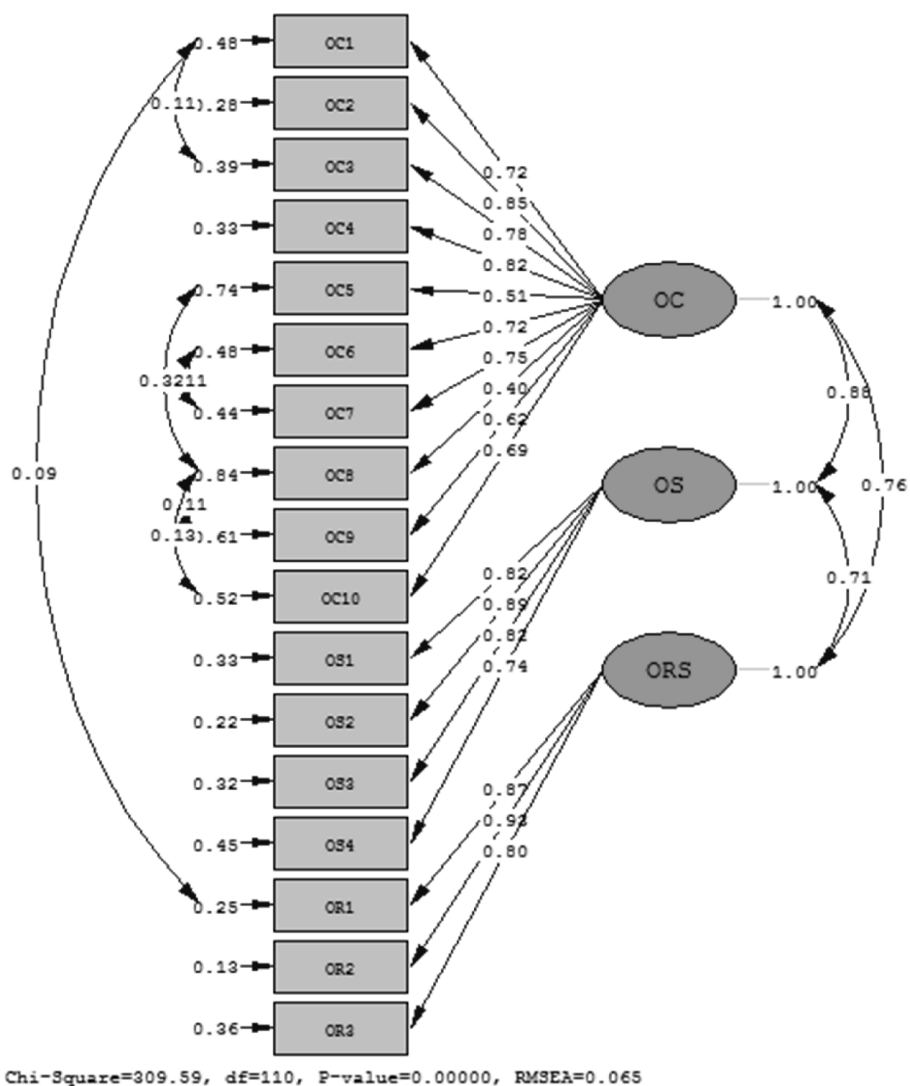 0.48 OC1
0.11 0.28 OC2
0.39 OC3
0.72
0.85
0.33 OC4
0.78
0.82
0.74 OC5
0.51
OC
1.00
0.48 OC6
0.72
0.75
0.3211
0.44 OC7
0.40
0.88
0.62
0.69
0.09
0.84 OC8
OS
1.00
0.76
0.11
0.13 0.61 OC9
0.82
0.71
0.52 OC10
0.89
0.82
0.33 OS1
0.74
ORS
1.00
0.22 OS2
0.32 OS3
0.87
0.93
0.45 OS4
0.80
0.25 OR1
0.13 OR2
0.36 OR3
Chi-Square=309.59, df=110, P-value=0.00000, RMSEA=0.065